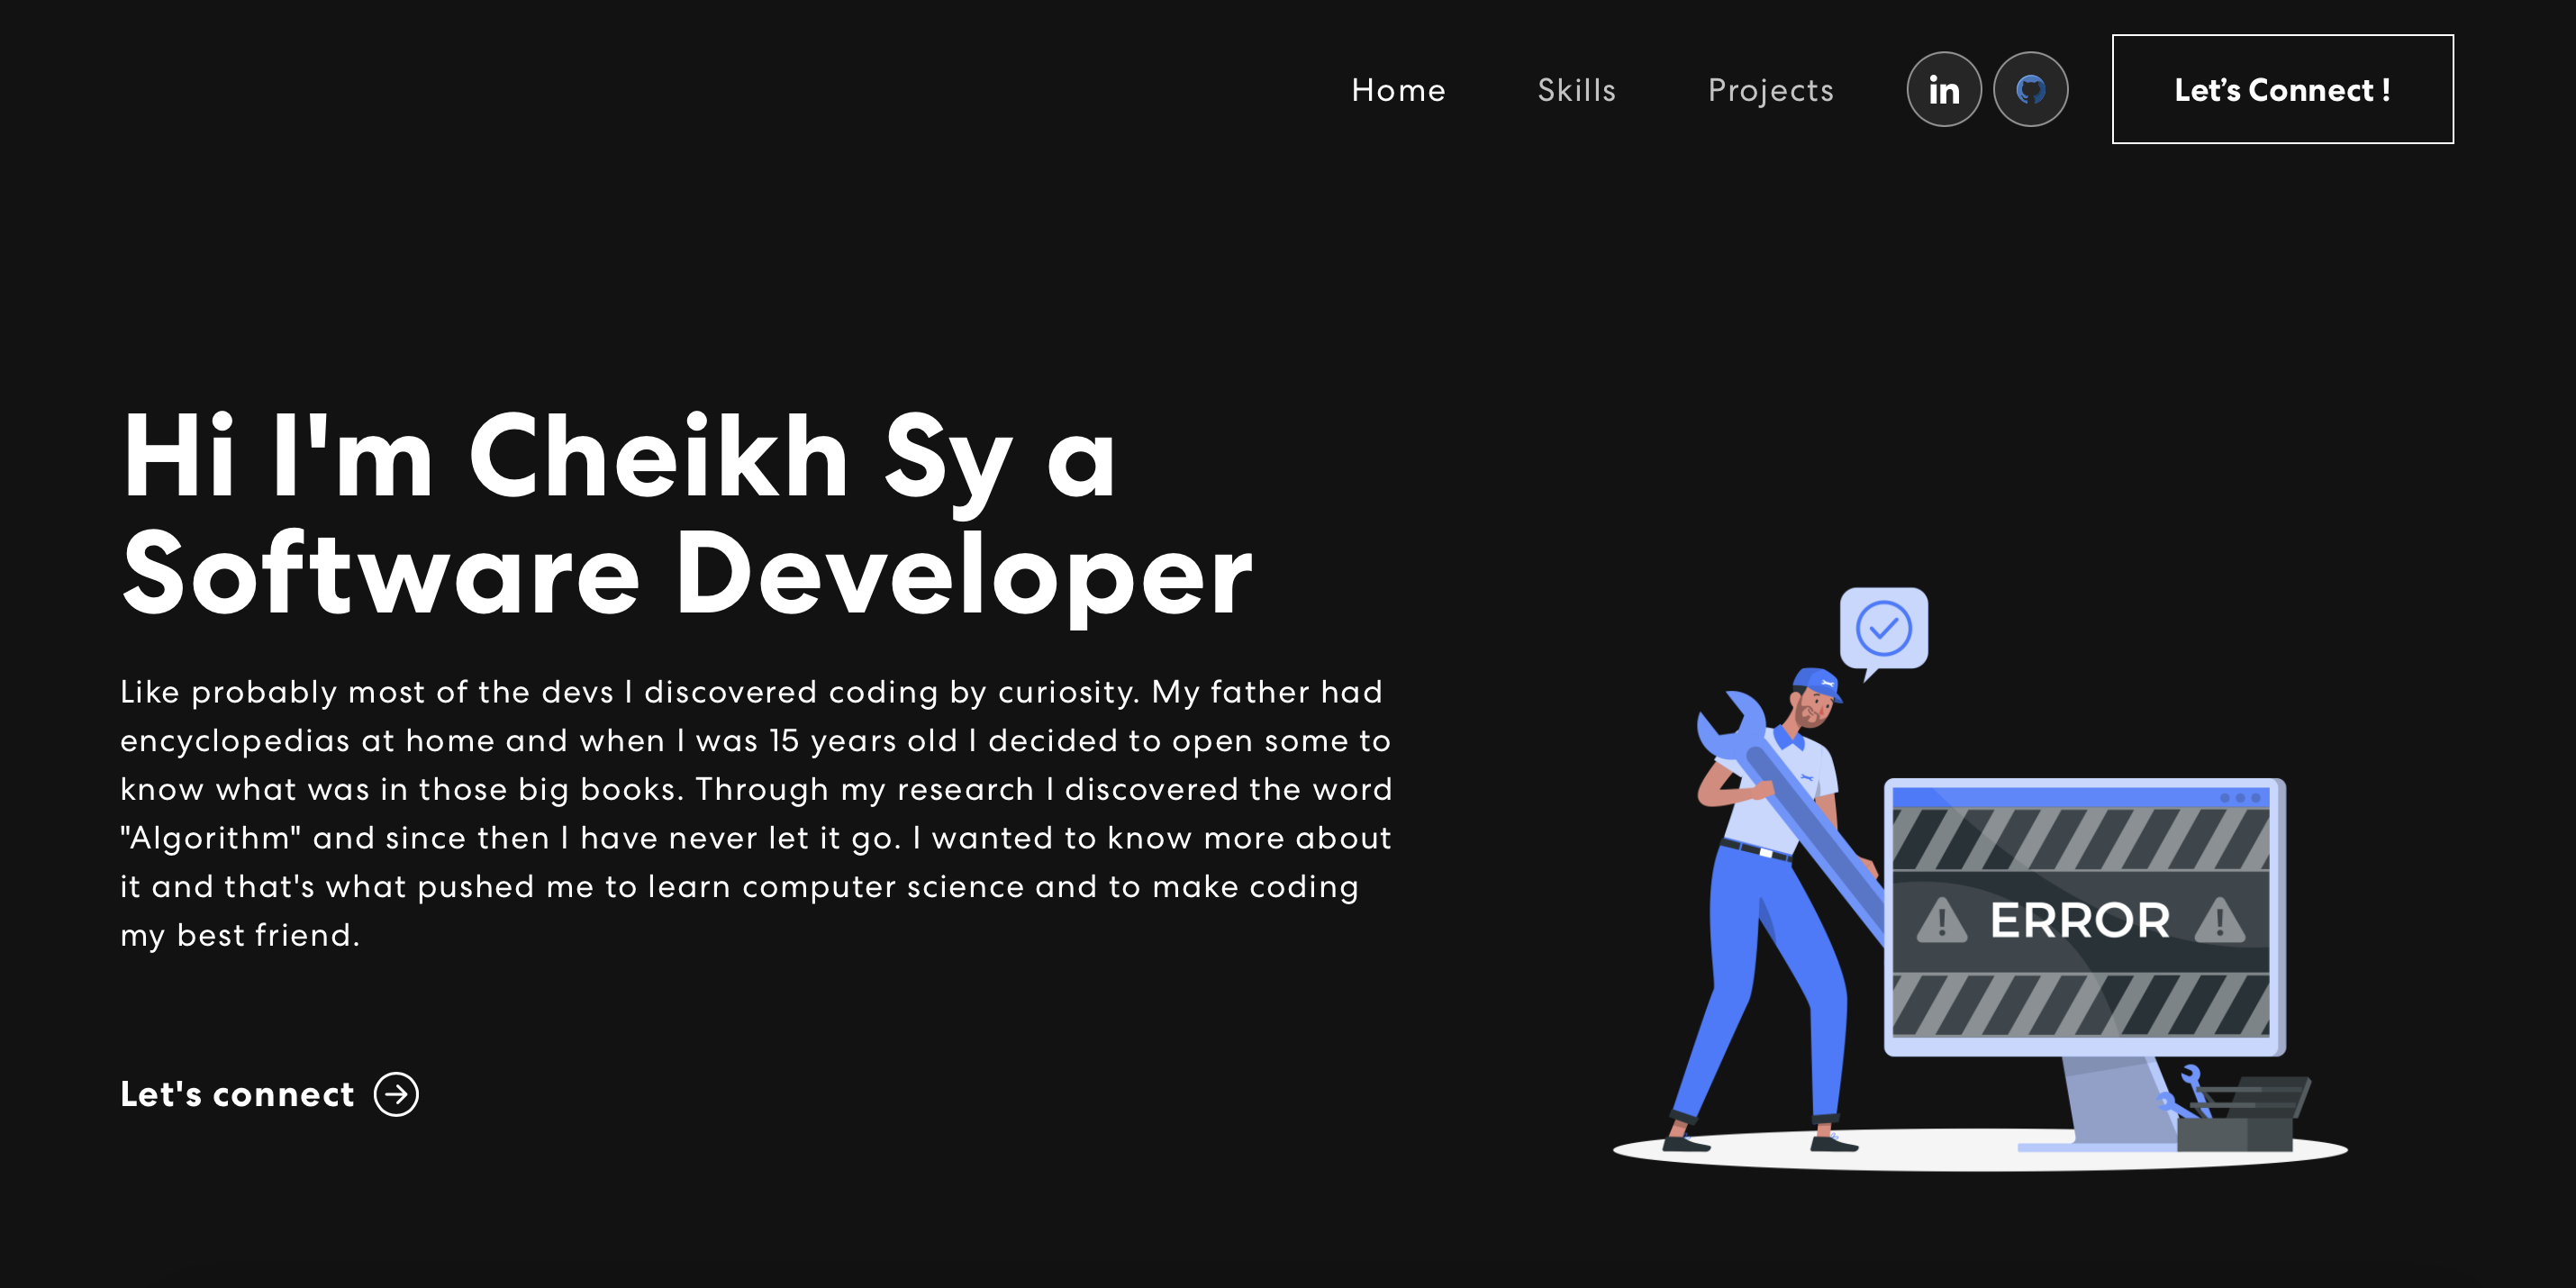 Home Skills Projects in Let’s Connect !
Hi I'm Cheikh Sy a
Software Developer
Like probably most of the devs I discovered coding by curiosity. My father had
encyclopedias at home and when I was 15 years old I decided to open some to
know what was in those big books. Through my research I discovered the word
"Algorithm" and since then I have never let it go. I wanted to know more about
it and that's what pushed me to learn computer science and to make coding
my best friend.
ERROR
Let's connect